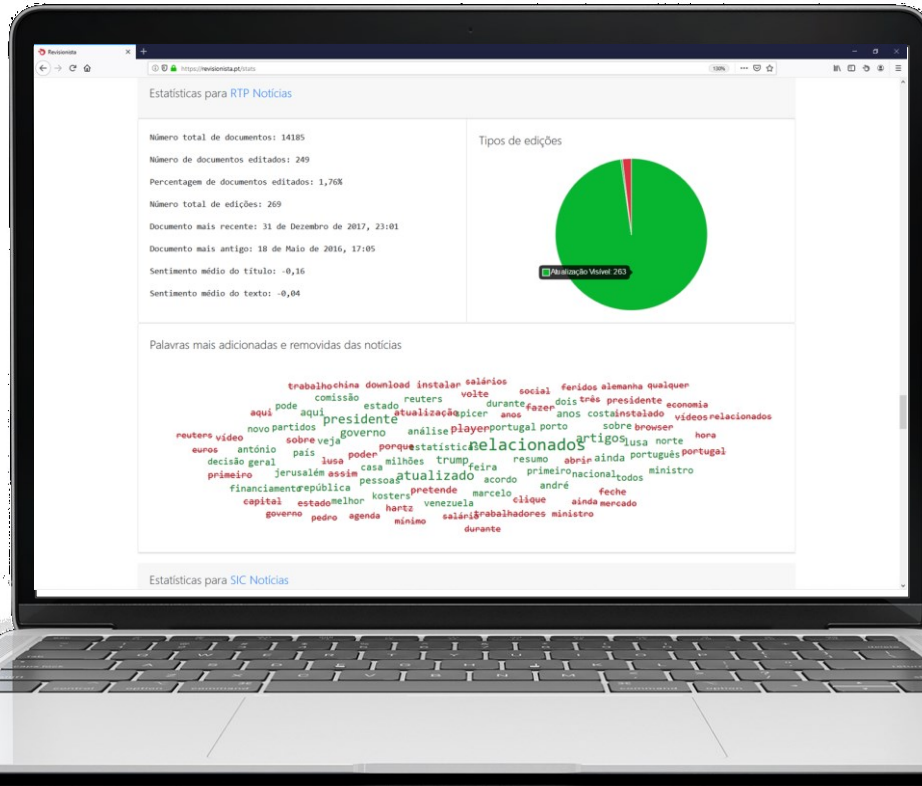 Revisionista
https://revisionista.pt/stats
120%
Estatísticas para RTP Notícias
Número total de documentos: 14185
Número de documentos editados: 249
Percentagem de documentos editados: 1,76%
Número total de edições: 269
Documento mais recente: 31 de Dezembro de 2017, 23:01
Documento mais antigo: 18 de Maio de 2016, 17:05
Sentimento médio do título: -0,16
Sentimento médio do texto: -0,04
Tipos de edições
Atualização Visível: 263
Palavras mais adicionadas e removidas das notícias
trabalho china download instalar salários
comissão reuters volte social feridos alemanha qualquer
pode estado durante dois três presidente economia
aqui aqui presidente atualização spicer anos fazer anos costa instalado vídeos relacionados
novo partidos governo análise player portugal porto sobre browser
reuters vídeo sobre veja porque estatística relacionados artigos lusa norte hora
euros antónio país poder trump resumo abrir ainda português portugal
decisão geral lusa casa milhões feira primeiro nacional todos ministro
primeiro jerusalém assim pessoas atualizado acordo andré
financiamento república kosters pretende marcelo clique feche
capital estado melhor hartz venezuela ainda mercado
governo pedro agenda mínimo salário trabalhadores ministro
durante
Estatísticas para SIC Notícias